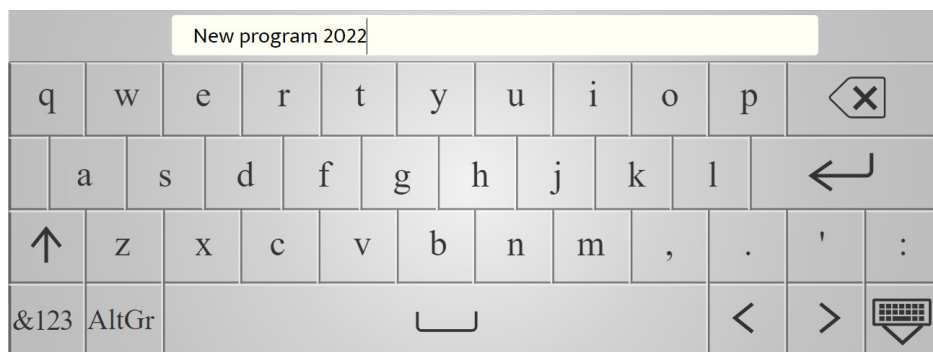 New program 2022
q w e r t y u i o p
a s d f g h j k l
z x c v b n m , . ' :
&123 AltGr < >